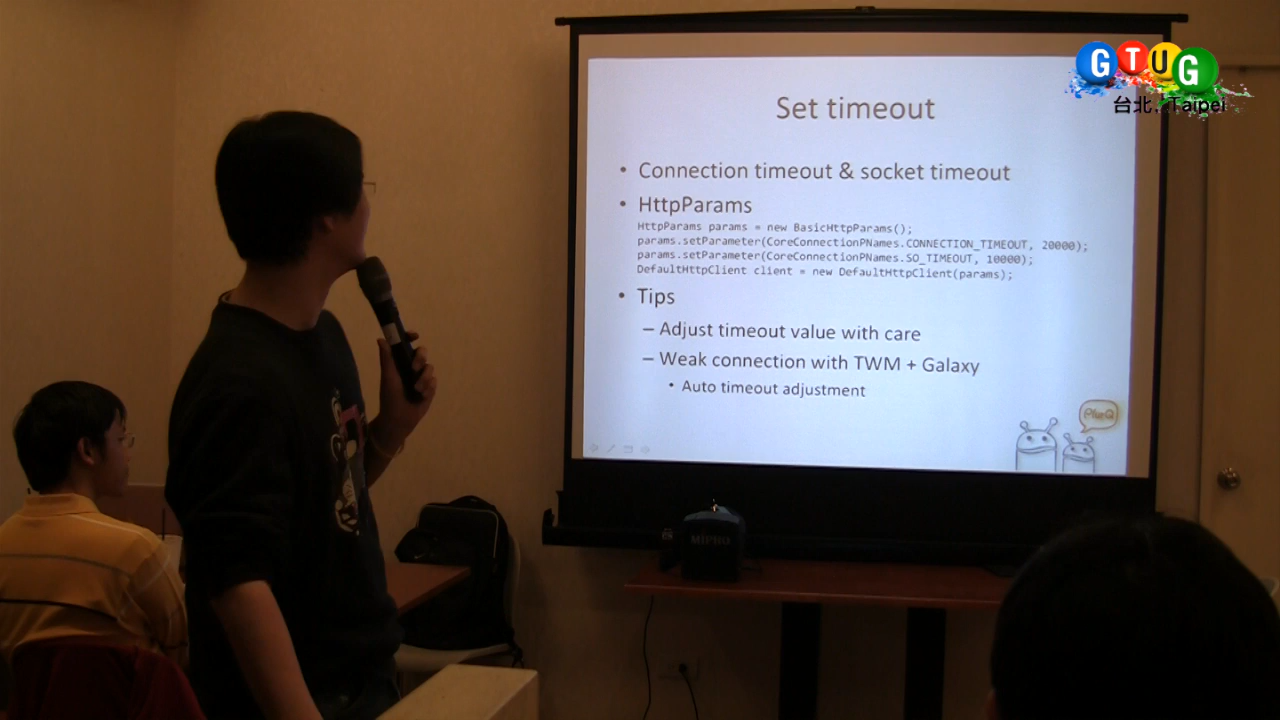 GTUG
台北, Taipei
Set timeout
• Connection timeout & socket timeout
• HttpParams
HttpParams params = new BasicHttpParams();
params.setParameter(CoreConnectionPNames.CONNECTION_TIMEOUT, 20000);
params.setParameter(CoreConnectionPNames.SO_TIMEOUT, 10000);
DefaultHttpClient client = new DefaultHttpClient(params);
• Tips
– Adjust timeout value with care
– Weak connection with TWM + Galaxy
• Auto timeout adjustment
MIPRO